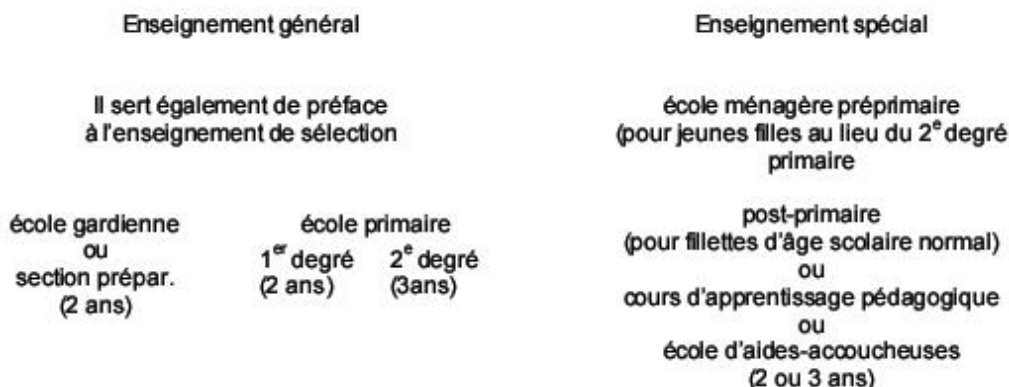 Enseignement général
Enseignement spécial
Il sert également de préface
à l'enseignement de sélection
école ménagère préprimaire
(pour jeunes filles au lieu du 2e degré
primaire
école gardienne
ou
section prépar.
(2 ans)
école primaire
1er degré
(2 ans)
2e degré
(3ans)
post-primaire
(pour fillettes d'âge scolaire normal)
ou
cours d'apprentissage pédagogique
ou
école d'aides-accoucheuses
(2 ou 3 ans)